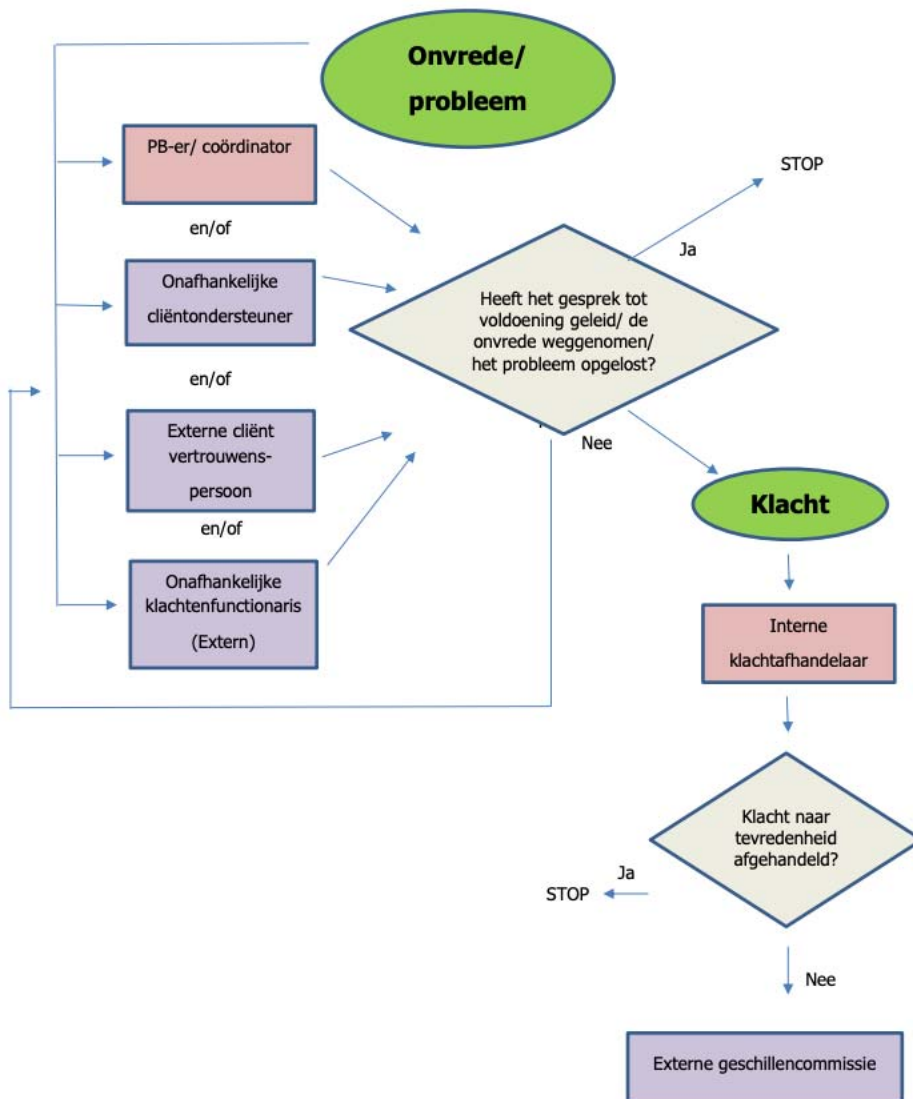 Onvrede/
probleem
PB-er/ coördinator
en/of
Onafhankelijke
cliëntondersteuner
en/of
Externe cliënt
vertrouwens-
persoon
en/of
Onafhankelijke
klachtenfunctionaris
(Extern)
STOP
Ja
Heeft het gesprek tot
voldoening geleid/ de
onvrede weggenomen/
het probleem opgelost?
Nee
Klacht
Interne
klachtafhandelaar
Klacht naar
tevredenheid
afgehandeld?
Ja
STOP
Nee
Externe geschillencommissie